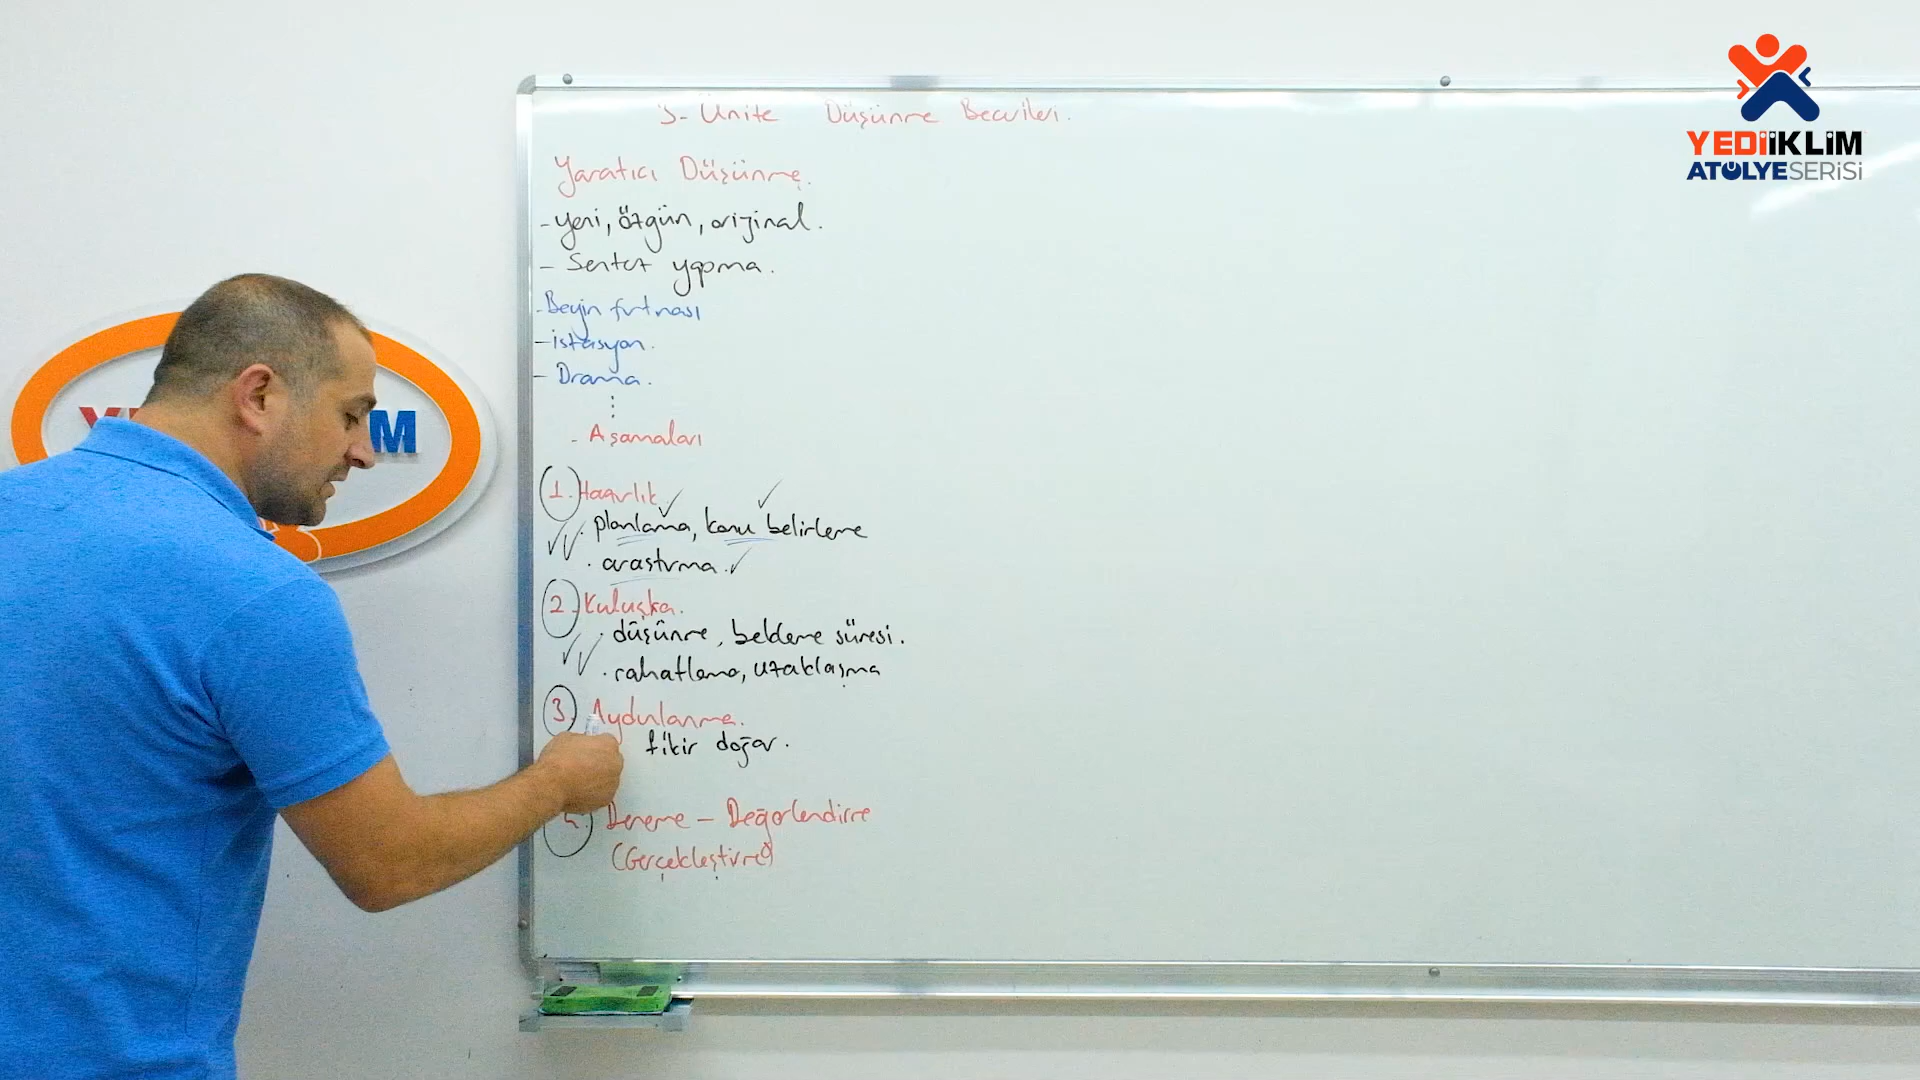 3- Ünite Düşünme Becerileri.
Yaratıcı Düşünme.
- Yeni, özgün, orijinal.
- Sentez yapma.
- Beyin fırtınası
- istasyon.
- Drama.
- Aşamaları
1. Hazırlık
. planlama, konu belirleme
. araştırma.
2. Kuluçka.
. düşünme, bekleme süresi.
. rahatlama, uzaklaşma
3. Aydınlanma.
fikir doğar.
4. Deneme - Değerlendirme
(Gerçekleştirme)
YEDİİKLİM
ATÖLYE SERİSİ